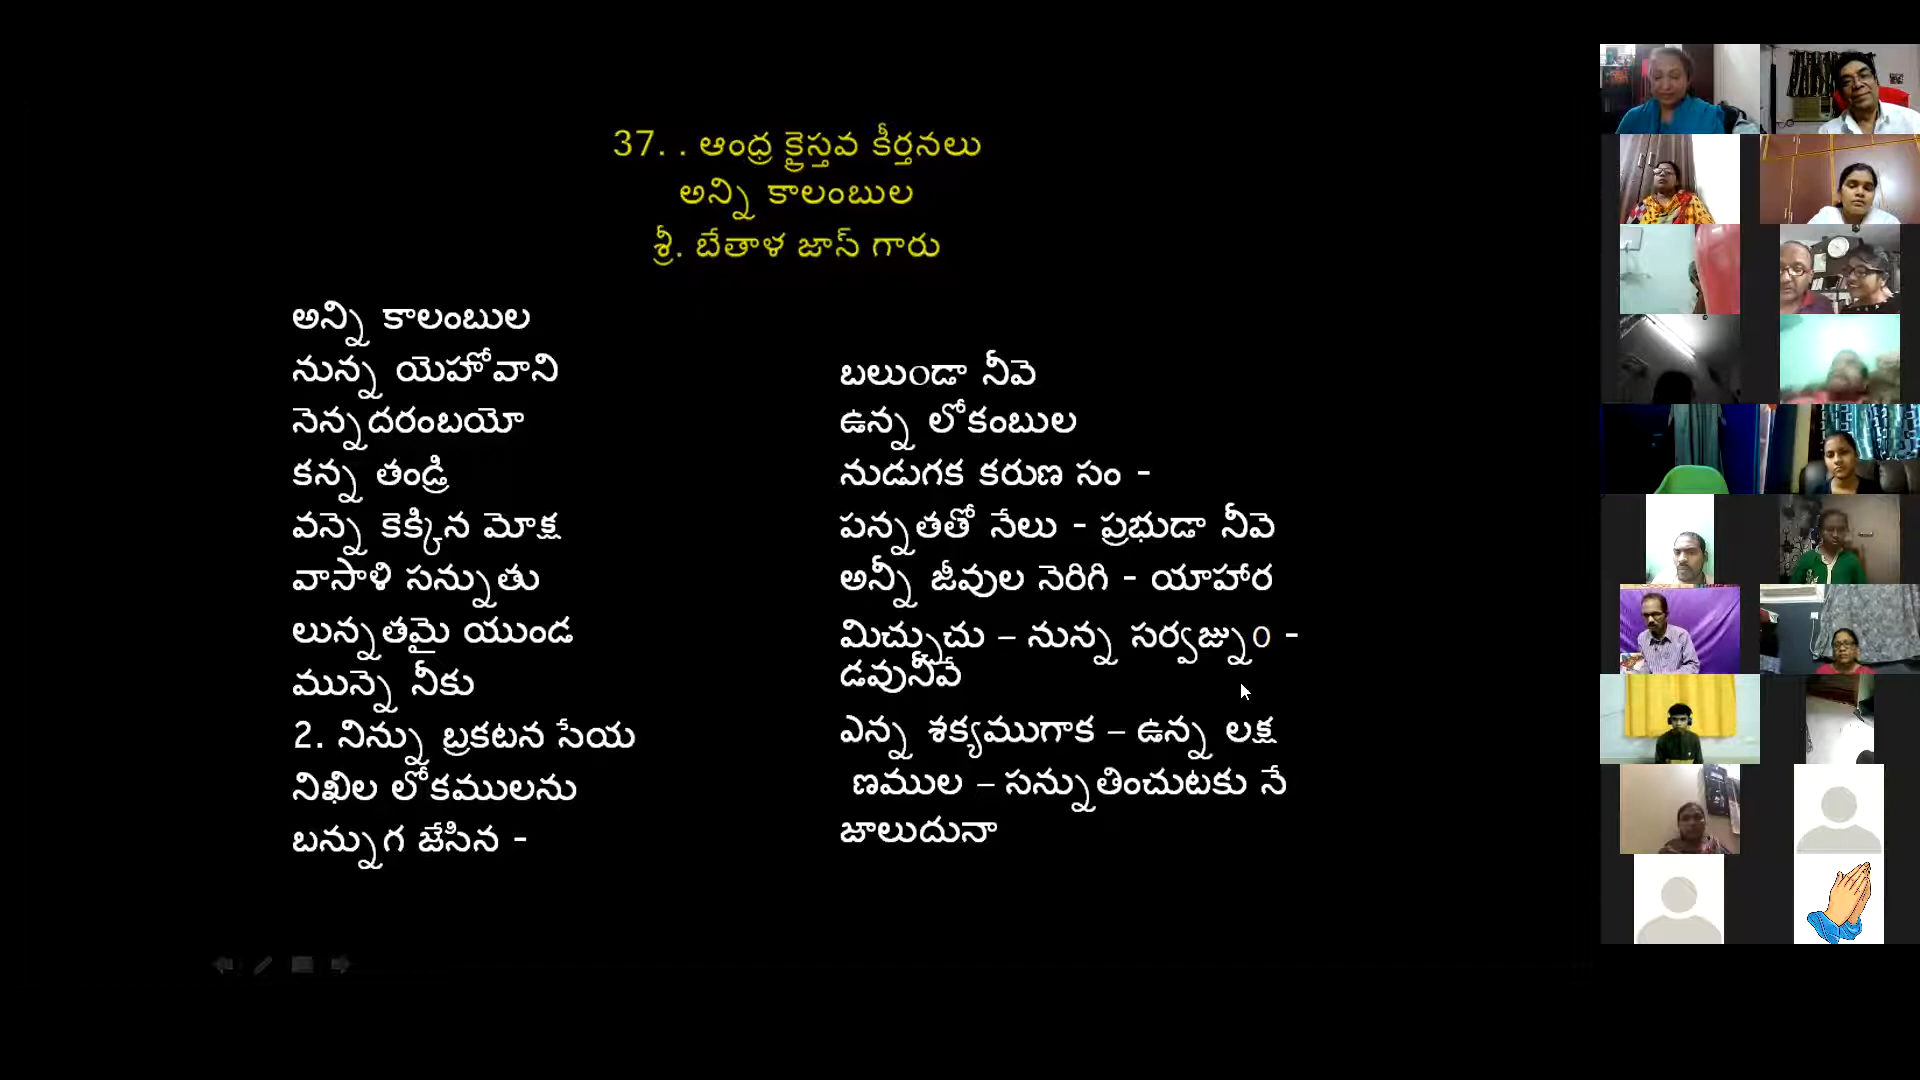 37. . ఆంధ్ర క్రైస్తవ కీర్తనలు
అన్ని కాలంబుల
శ్రీ. బేతాళ జాస్ గారు
అన్ని కాలంబుల
నున్న యెహోవాని
నెన్నదరంబయో
కన్న తండ్రి
వన్నె కెక్కిన మోక్ష
వాసాళి సన్నుతు
లున్నతమై యుండ
మున్నె నీకు
2. నిన్ను బ్రకటన సేయ
నిఖిల లోకములను
బన్నుగ జేసిన -
బలుండా నీవె
ఉన్న లోకంబుల
నుడుగక కరుణ సం -
పన్నతతో నేలు - ప్రభుడా నీవె
అన్నీ జీవుల నెరిగి - యాహార
మిచ్చుచు – నున్న సర్వజ్నుం -
డవునీవే
ఎన్న శక్యముగాక – ఉన్న లక్ష
ణముల – సన్నుతించుటకు నే
జాలుదునా